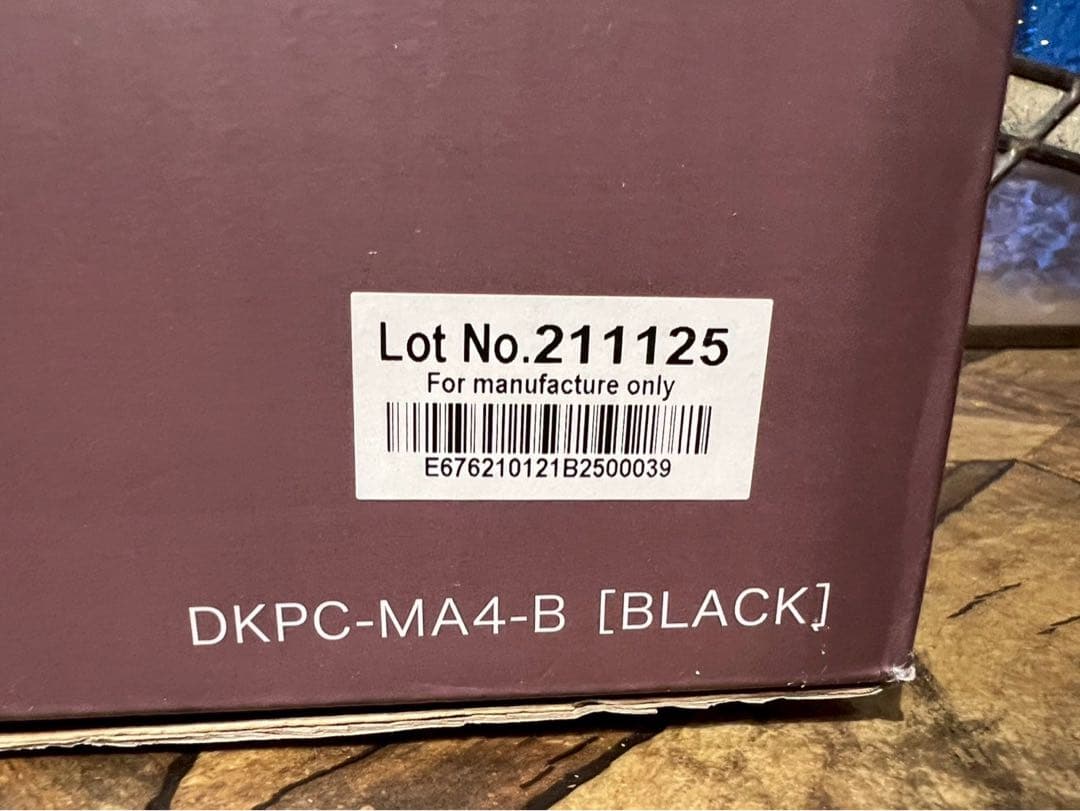 Lot No.211125
For manufacture only
E676210121B2500039
DKPC-MA4-B [BLACK]